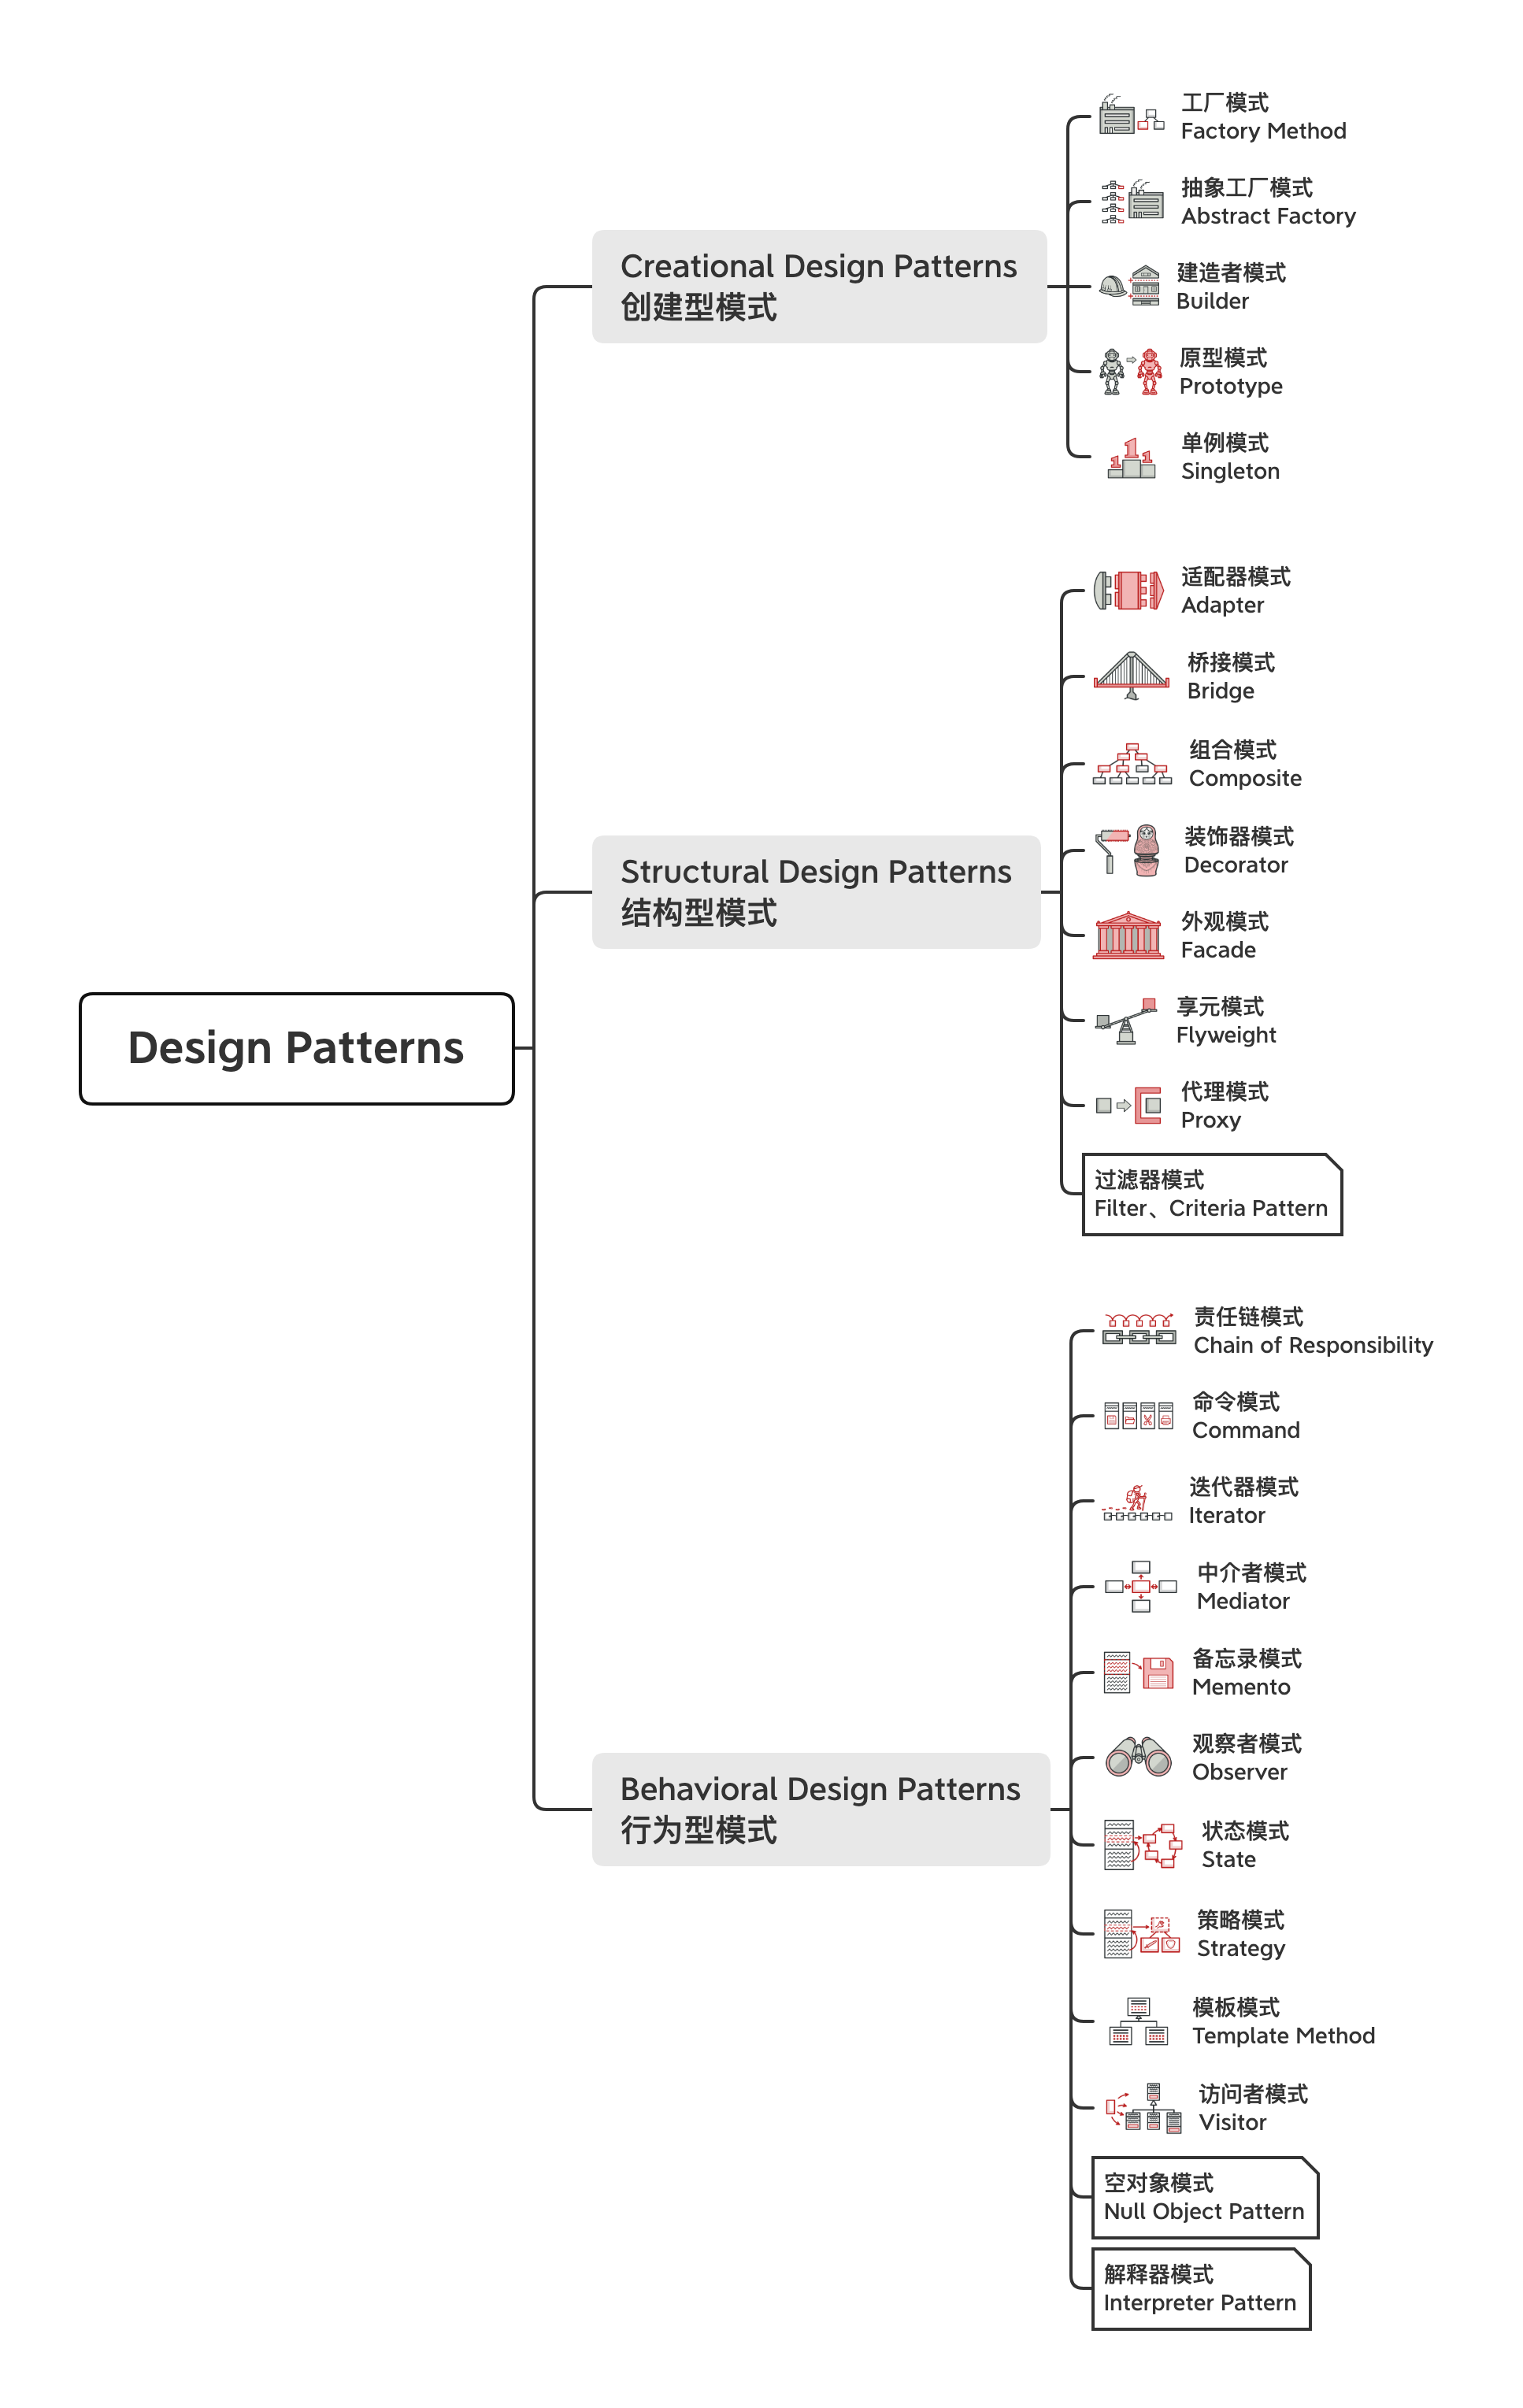 Design Patterns
Creational Design Patterns
创建型模式
工厂模式
Factory Method
抽象工厂模式
Abstract Factory
建造者模式
Builder
原型模式
Prototype
单例模式
Singleton
Structural Design Patterns
结构型模式
适配器模式
Adapter
桥接模式
Bridge
组合模式
Composite
装饰器模式
Decorator
外观模式
Facade
享元模式
Flyweight
代理模式
Proxy
过滤器模式
Filter、Criteria Pattern
Behavioral Design Patterns
行为型模式
责任链模式
Chain of Responsibility
命令模式
Command
迭代器模式
Iterator
中介者模式
Mediator
备忘录模式
Memento
观察者模式
Observer
状态模式
State
策略模式
Strategy
模板模式
Template Method
访问者模式
Visitor
空对象模式
Null Object Pattern
解释器模式
Interpreter Pattern